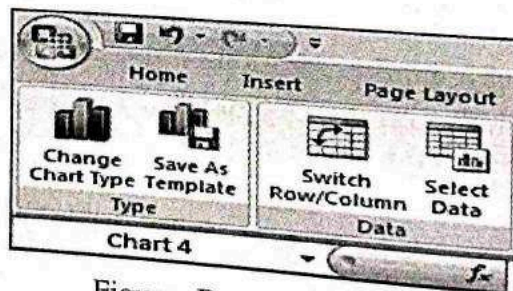 Home Insert Page Layout
Change Chart Type Save As Template Switch Row/Column Select Data
Type Data
Chart 4 fx
Figure